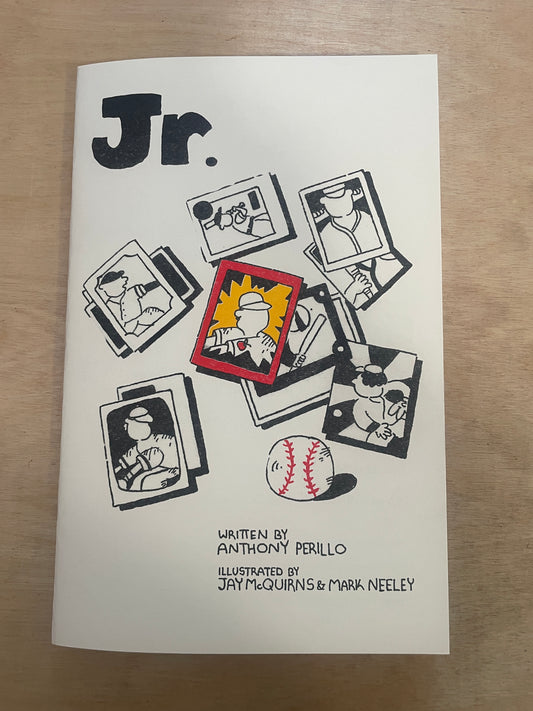 Jr.
WRITTEN BY
ANTHONY PERILLO
ILLUSTRATED BY
JAY McQUIRNS & MARK NEELEY